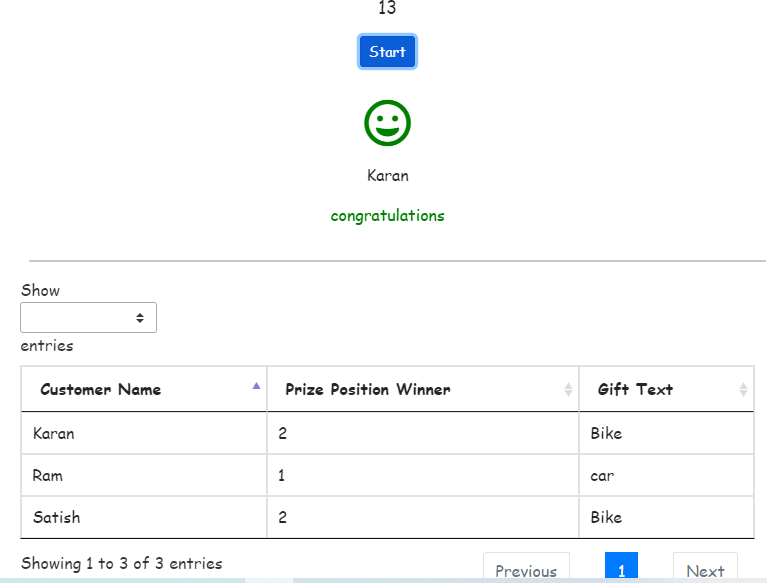 13
Start
Karan
congratulations
Show
entries
Customer Name Prize Position Winner Gift Text
Karan 2 Bike
Ram 1 car
Satish 2 Bike
Showing 1 to 3 of 3 entries
Previous 1 Next